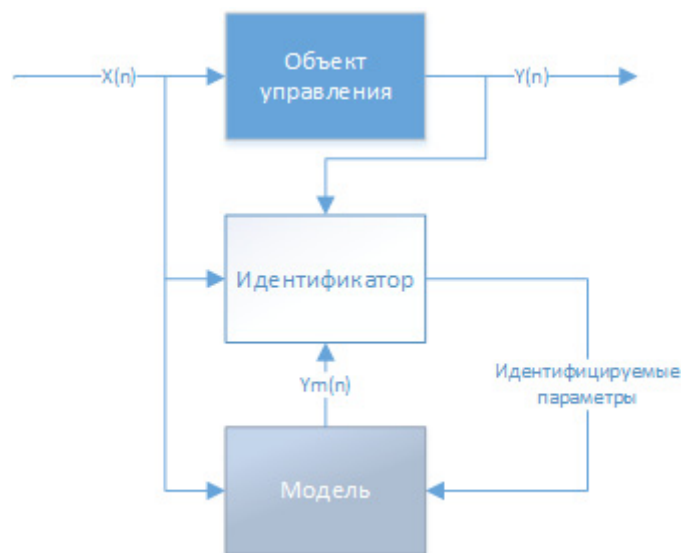 Объект
управления
X(n)
Y(n)
Идентификатор
Идентифицируемые
параметры
Ym(n)
Модель